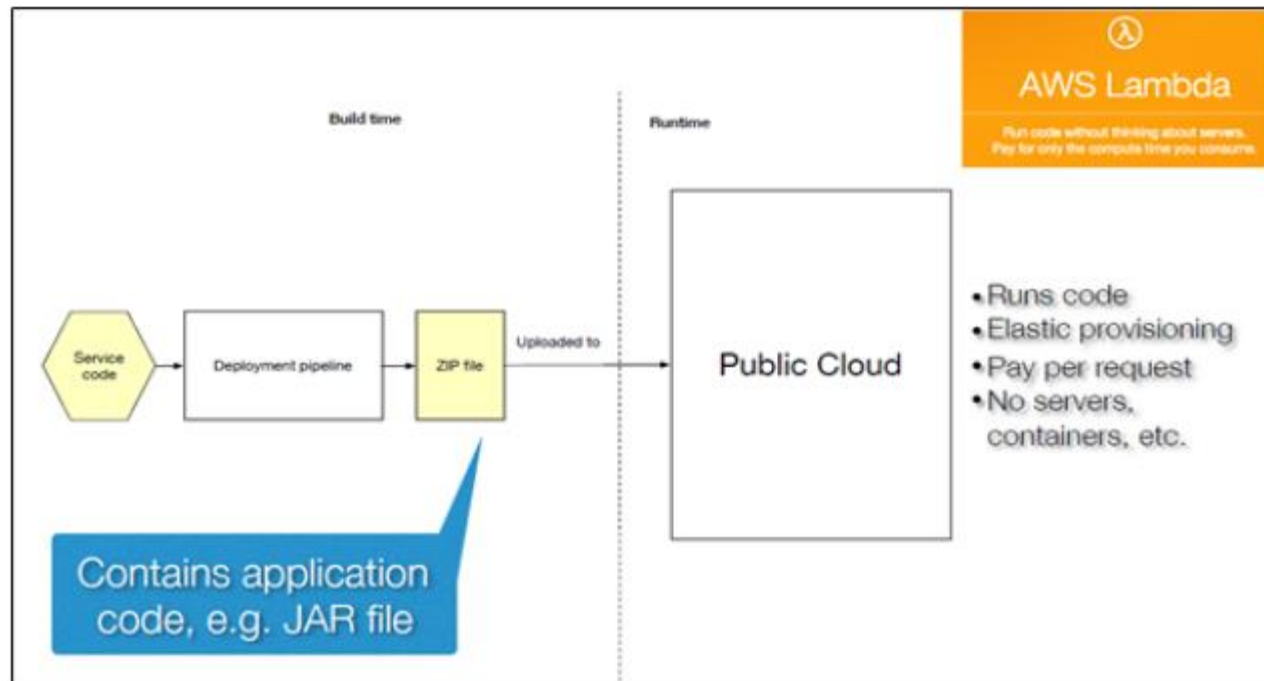 λ
AWS Lambda
Run code without thinking about servers.
Pay for only the compute time you consume.
Build time
Runtime
Service
code
Deployment pipeline
ZIP file
Uploaded to
Public Cloud
•Runs code
•Elastic provisioning
•Pay per request
•No servers,
containers, etc.
Contains application
code, e.g. JAR file